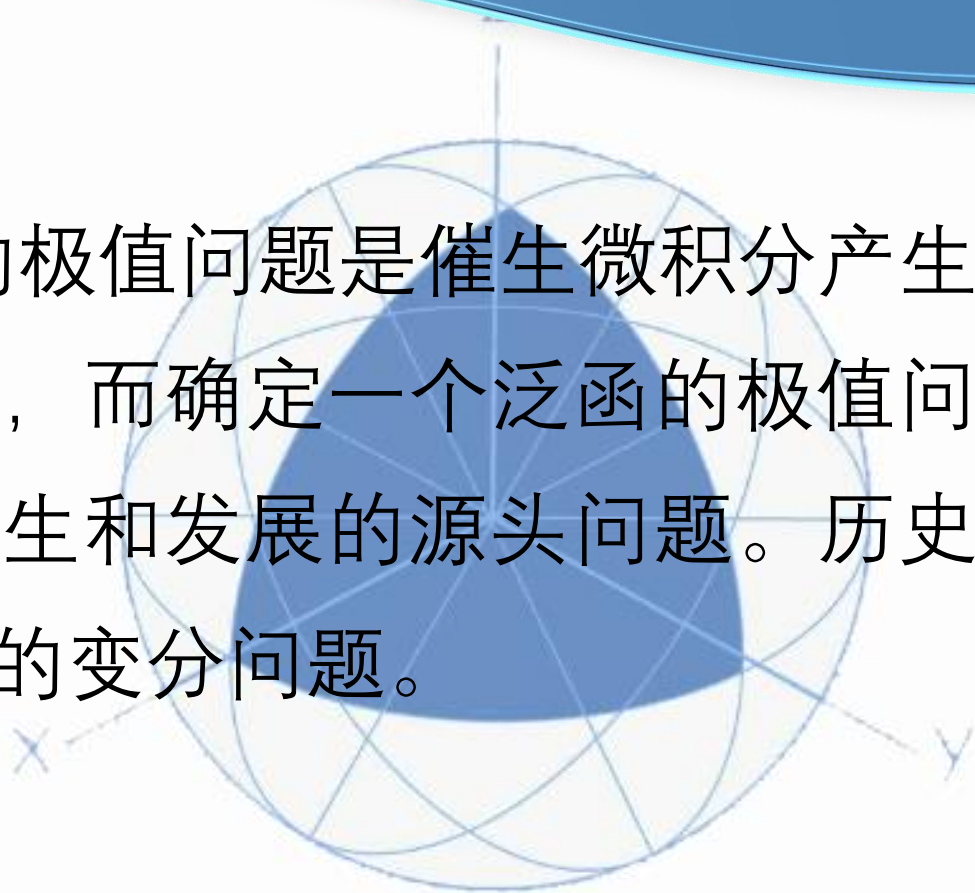 的极值问题是催生微积分产生
，而确定一个泛函的极值问
生和发展的源头问题。历史
的变分问题。
X
y